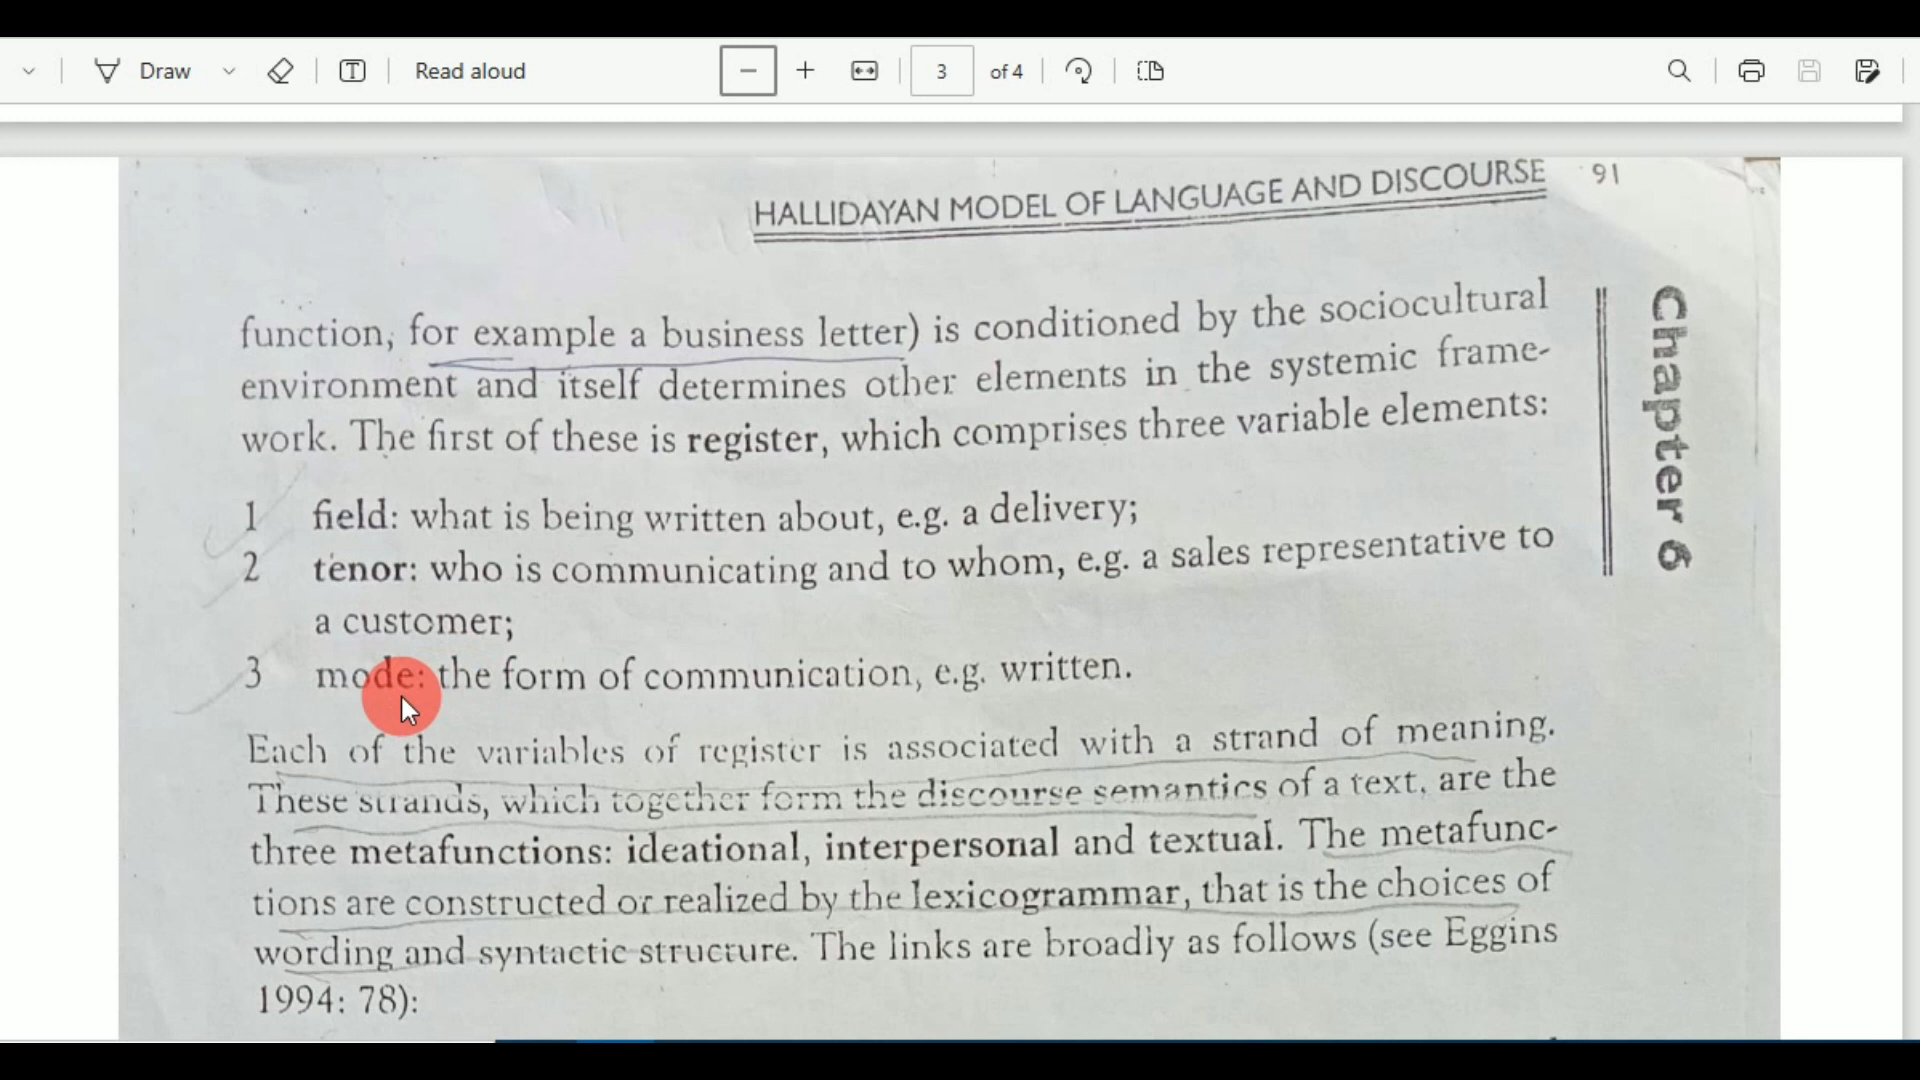 Draw
Read aloud
3
of 4
HALLIDAYAN MODEL OF LANGUAGE AND DISCOURSE 91
Chapter 6
function, for example a business letter) is conditioned by the sociocultural
environment and itself determines other elements in the systemic frame-
work. The first of these is register, which comprises three variable elements:
1 field: what is being written about, e.g. a delivery;
2 tenor: who is communicating and to whom, e.g. a sales representative to
a customer;
3 mode: the form of communication, e.g. written.
Each of the variables of register is associated with a strand of meaning.
These strands, which together form the discourse semantics of a text, are the
three metafunctions: ideational, interpersonal and textual. The metafunc-
tions are constructed or realized by the lexicogrammar, that is the choices of
wording and syntactic structure. The links are broadly as follows (see Eggins
1994: 78):